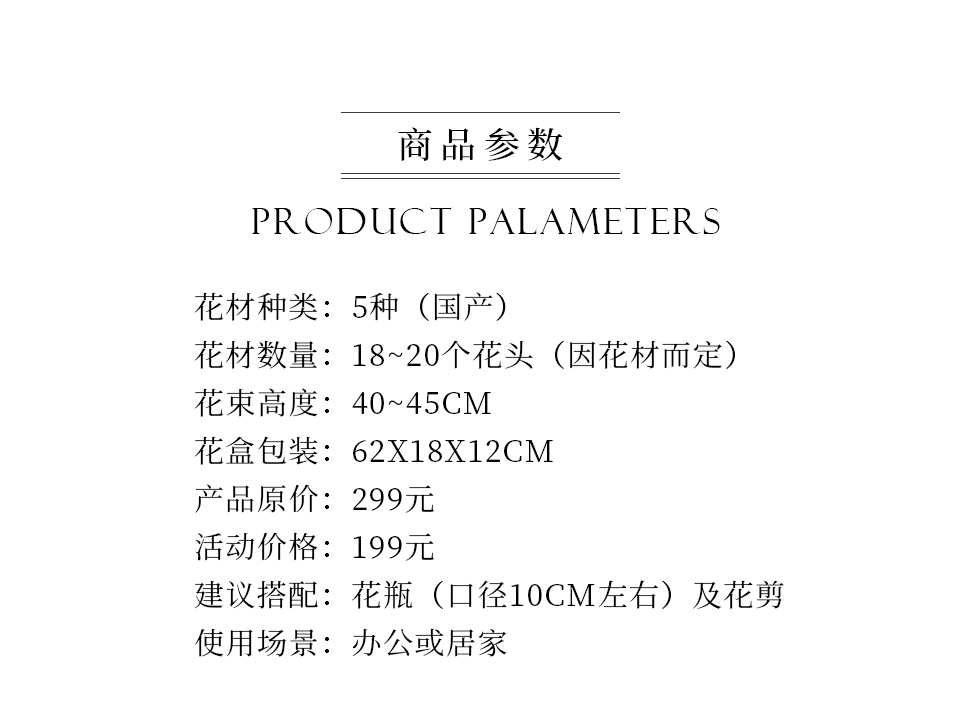 商品参数
PRODUCT PALAMETERS
花材种类：5种（国产）
花材数量：18~20个花头（因花材而定）
花束高度：40~45CM
花盒包装：62X18X12CM
产品原价：299元
活动价格：199元
建议搭配：花瓶（口径10CM左右）及花剪
使用场景：办公或居家